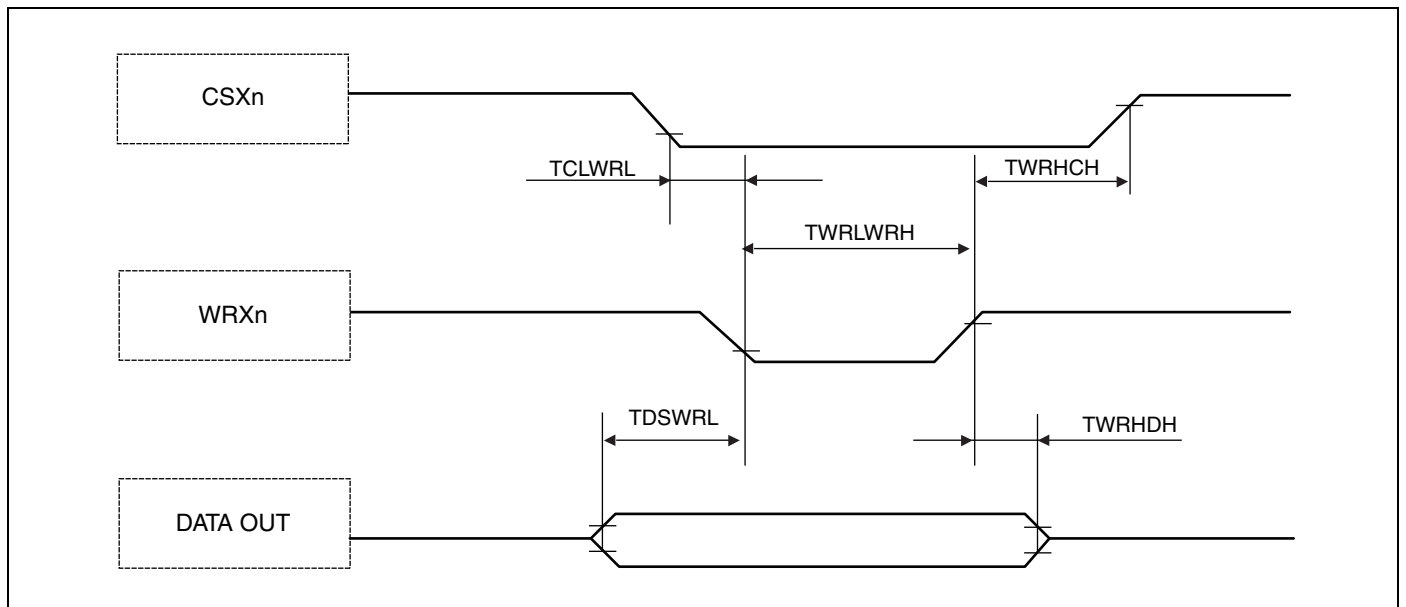 CSXn
TCLWRL
TWRHCH
TWRLWRH
WRXn
TDSWRL
TWRHDH
DATA OUT